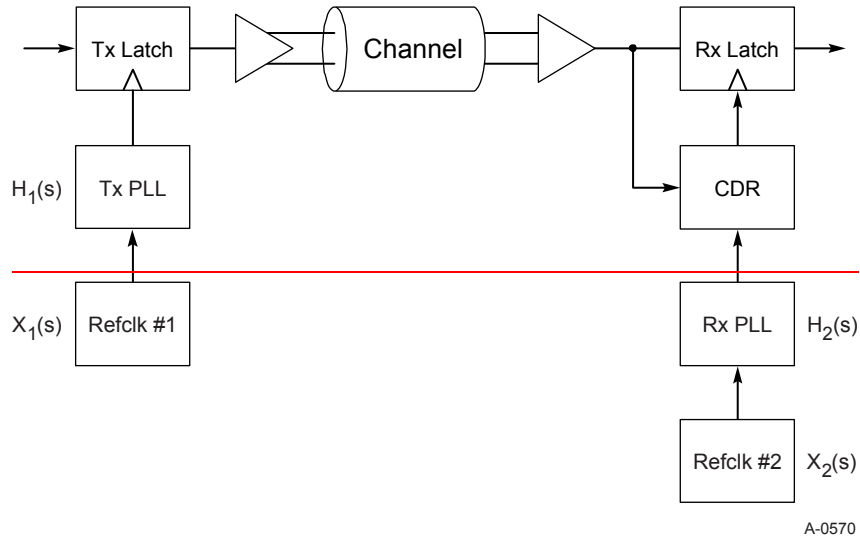 Tx Latch
Channel
Rx Latch
H1(s)
Tx PLL
CDR
X1(s)
Refclk #1
Rx PLL
H2(s)
Refclk #2
X2(s)
A-0570